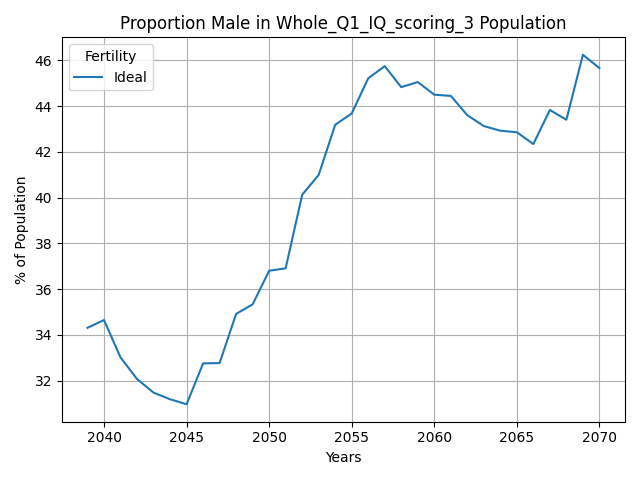 Proportion Male in Whole_Q1_IQ_scoring_3 Population
Fertility
Ideal
46
44
42
40
38
36
34
32
% of Population
2040 2045 2050 2055 2060 2065 2070
Years